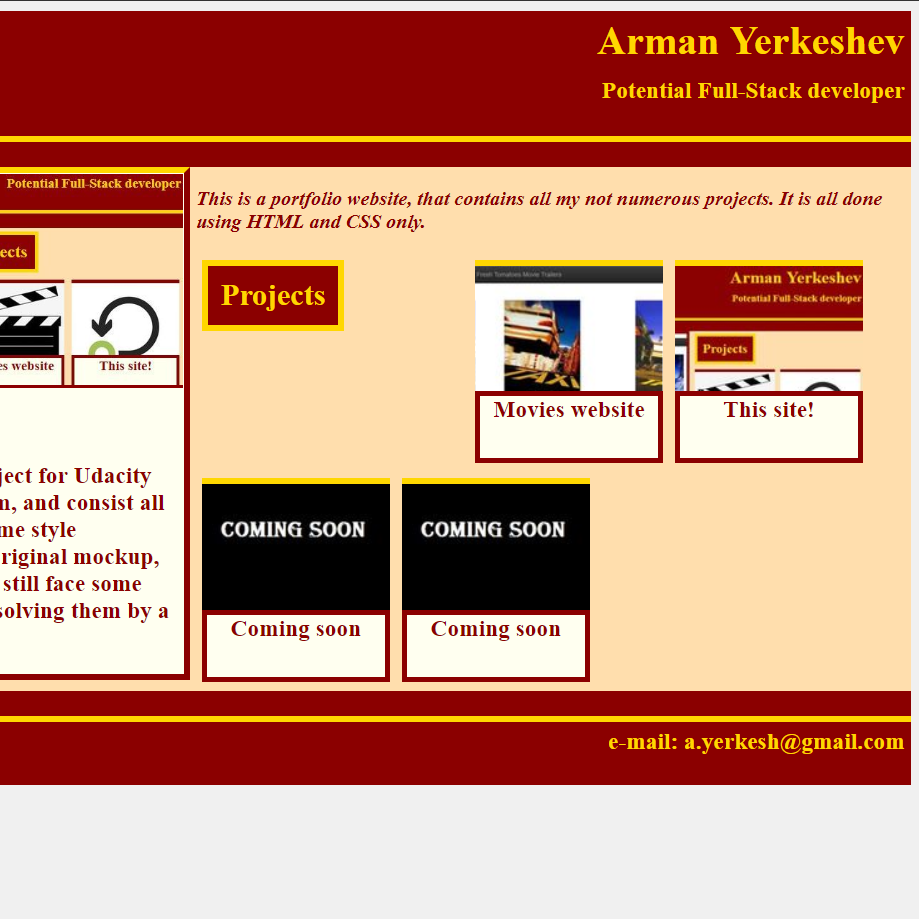 Arman Yerkeshev
Potential Full-Stack developer
Potential Full-Stack developer
ects
es website
This site!
ject for Udacity
m, and consist all
me style
riginal mockup,
still face some
solving them by a
This is a portfolio website, that contains all my not numerous projects. It is all done
using HTML and CSS only.
Projects
Fresh Tomatoes Movie Trailers
TAXI
Movies website
Arman Yerkeshev
Potential Full-Stack developer
Projects
This site!
COMING SOON
Coming soon
COMING SOON
Coming soon
e-mail: a.yerkesh@gmail.com